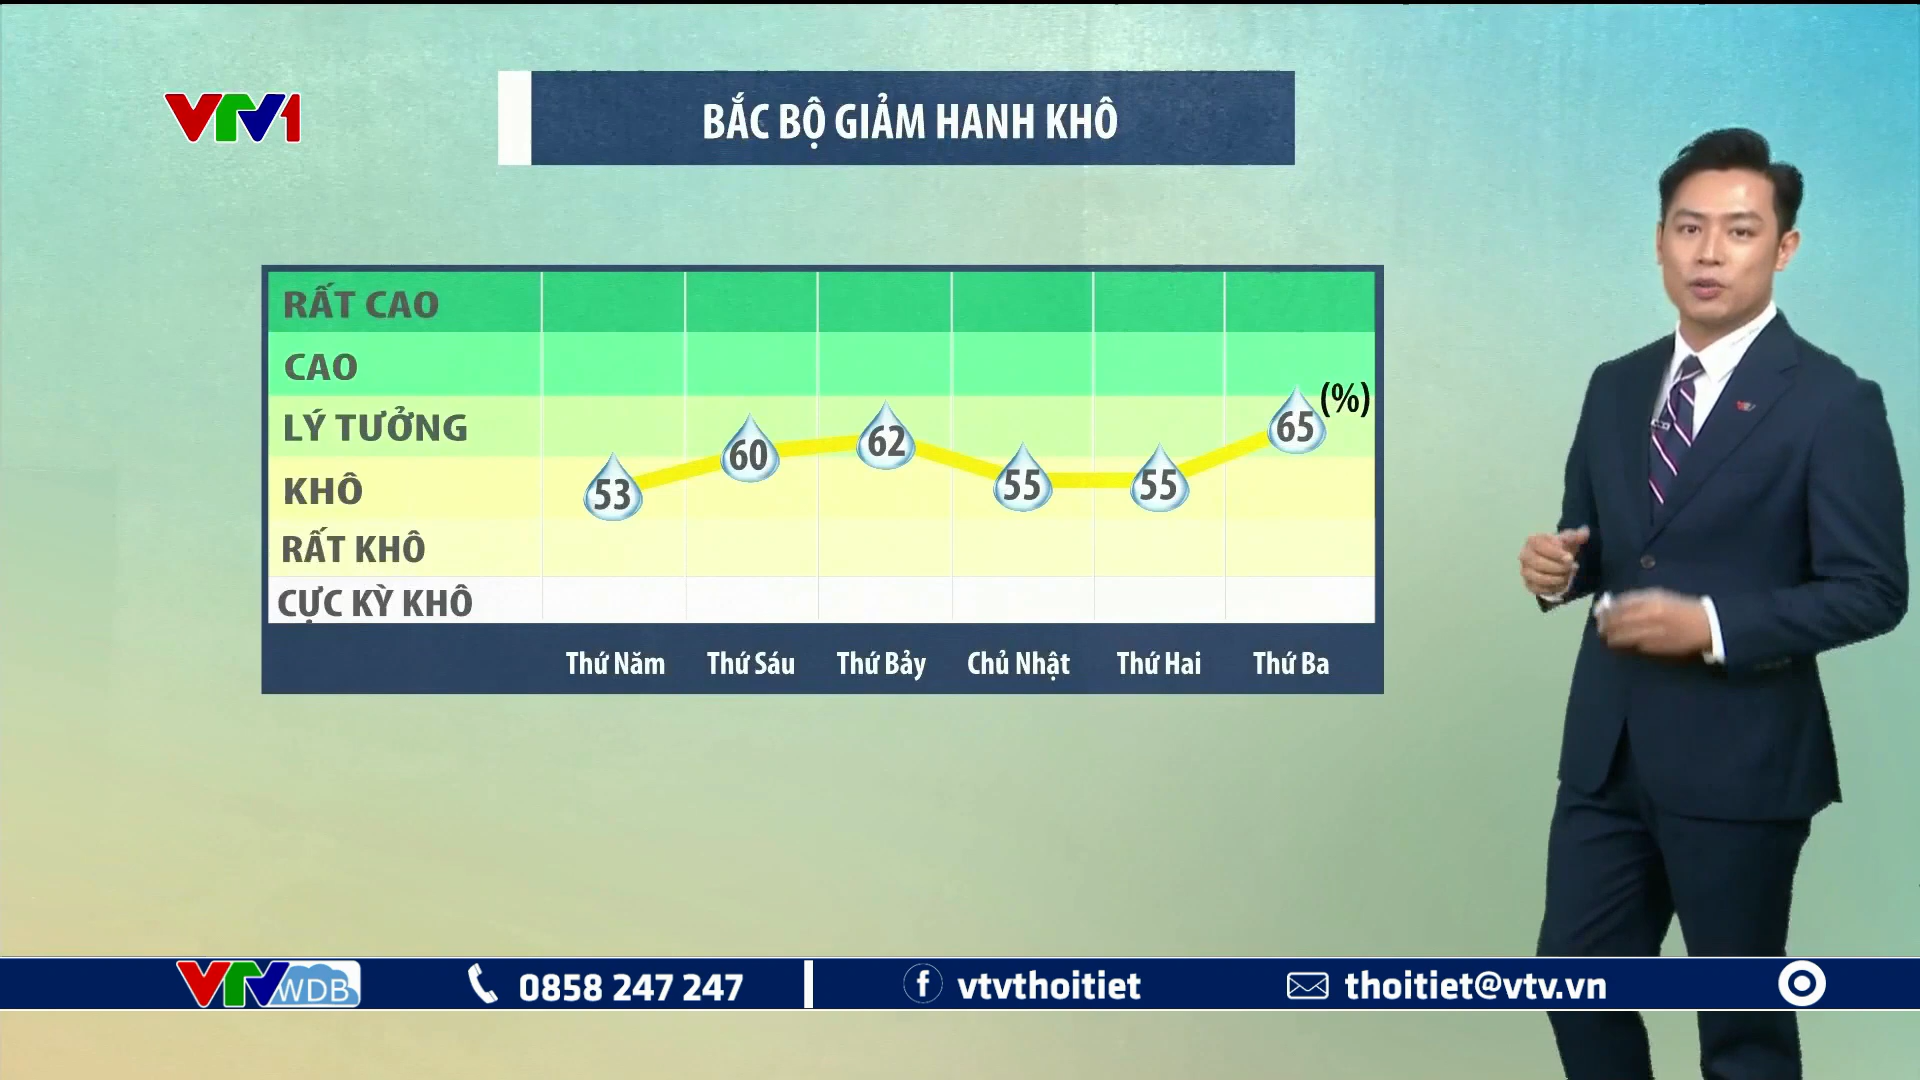 VTV1
BẮC BỘ GIẢM HANH KHÔ
RẤT CAO
CAO
LÝ TƯỞNG
KHÔ
RẤT KHÔ
CỰC KỲ KHÔ
53
60
62
55
55
65
(%)
Thứ Năm
Thứ Sáu
Thứ Bảy
Chủ Nhật
Thứ Hai
Thứ Ba
VTV WDB
0858 247 247
vtvthoitiet
thoitiet@vtv.vn